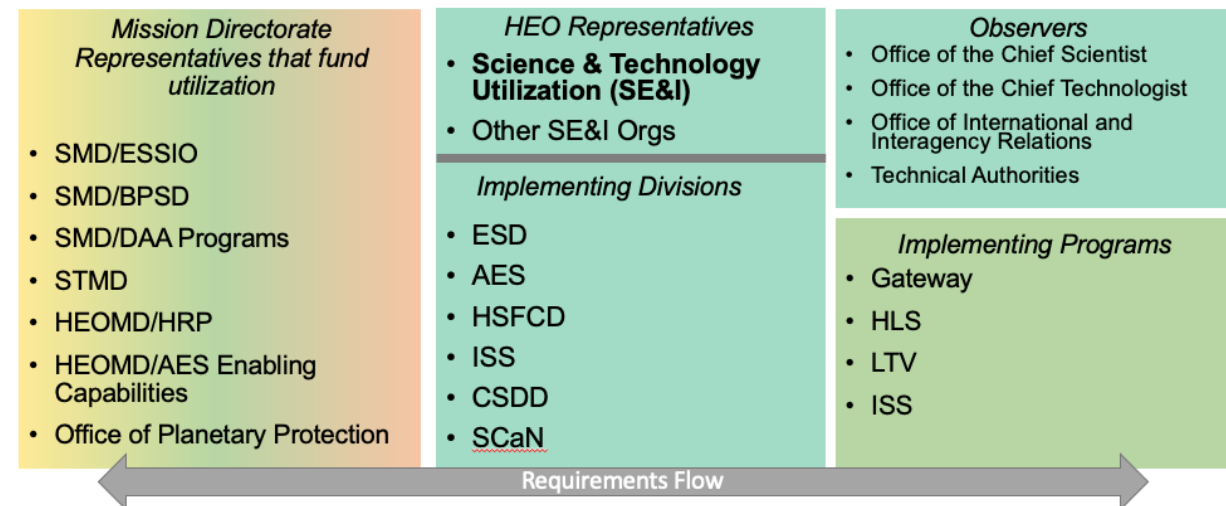 Mission Directorate
Representatives that fund
utilization
• SMD/ESSIO
• SMD/BPSD
• SMD/DAA Programs
• STMD
• HEOMD/HRP
• HEOMD/AES Enabling
Capabilities
• Office of Planetary Protection
HEO Representatives
• Science & Technology
Utilization (SE&I)
• Other SE&I Orgs
Implementing Divisions
• ESD
• AES
• HSFCD
• ISS
• CSDD
• SCaN
Observers
• Office of the Chief Scientist
• Office of the Chief Technologist
• Office of International and
Interagency Relations
• Technical Authorities
Implementing Programs
• Gateway
• HLS
• LTV
• ISS
Requirements Flow